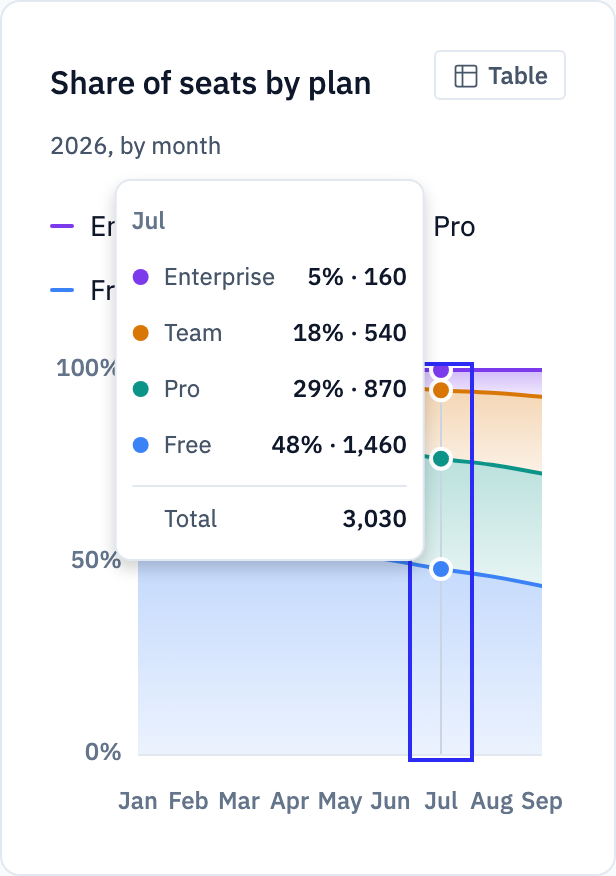 Share of seats by plan
Table
2026, by month
Er
Pro
Fr
Jul
Enterprise 5% · 160
Team 18% · 540
Pro 29% · 870
Free 48% · 1,460
Total 3,030
100%
50%
0%
Jan Feb Mar Apr May Jun Jul Aug Sep